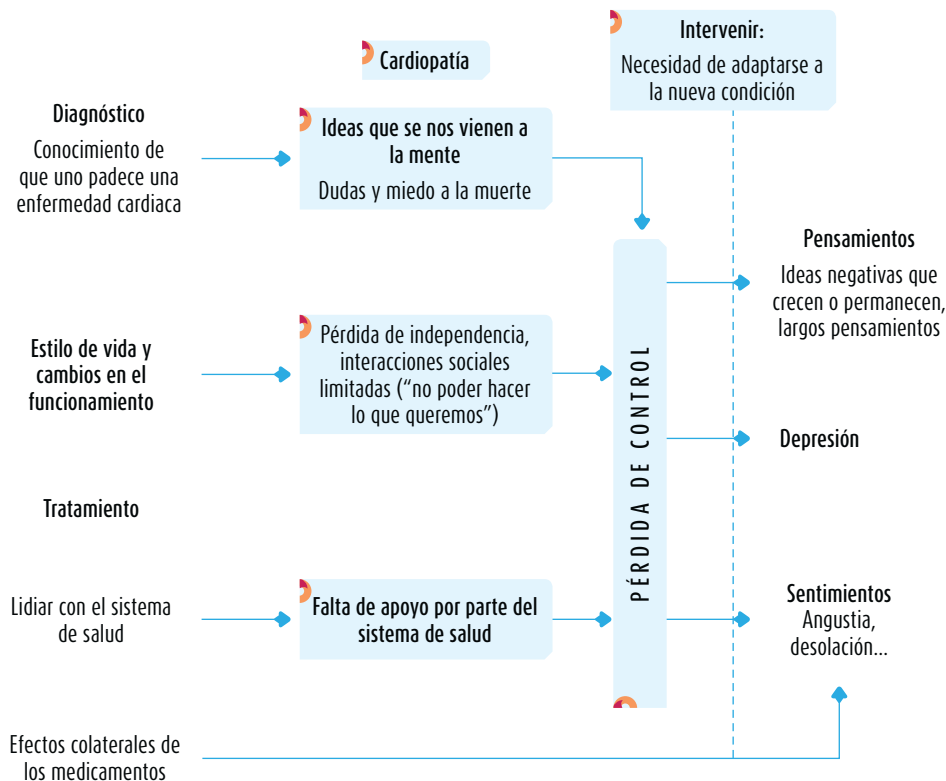 Cardiopatía
Intervenir:
Necesidad de adaptarse a
la nueva condición
Diagnóstico
Conocimiento de
que uno padece una
enfermedad cardiaca
Ideas que se nos vienen a
la mente
Dudas y miedo a la muerte
Estilo de vida y
cambios en el
funcionamiento
Pérdida de independencia,
interacciones sociales
limitadas (“no poder hacer
lo que queremos”)
Tratamiento
Lidiar con el sistema
de salud
Falta de apoyo por parte del
sistema de salud
Efectos colaterales de
los medicamentos
PÉRDIDA DE CONTROL
Pensamientos
Ideas negativas que
crecen o permanecen,
largos pensamientos
Depresión
Sentimientos
Angustia,
desolación...